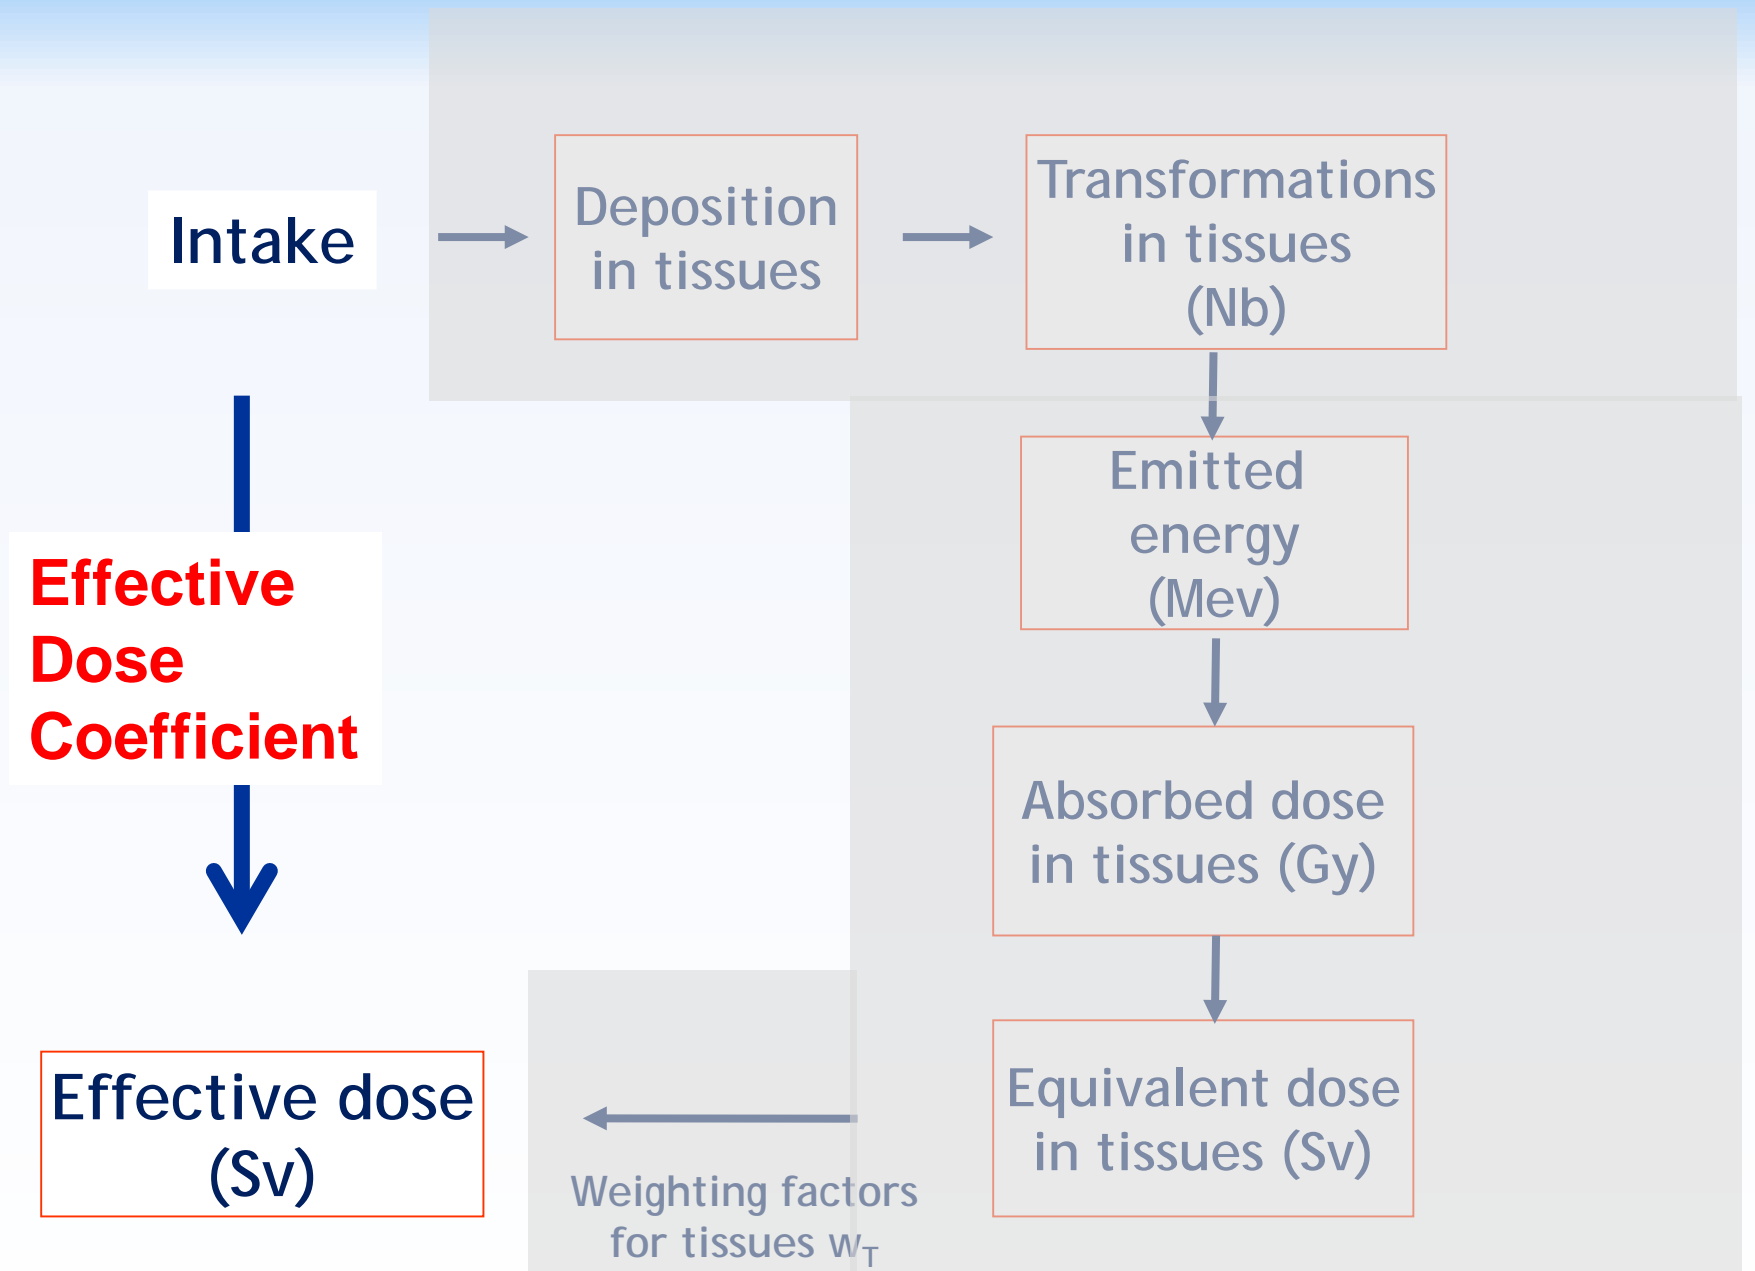 Intake
Deposition
in tissues
Transformations
in tissues
(Nb)
Emitted
energy
(Mev)
Effective
Dose
Coefficient
Absorbed dose
in tissues (Gy)
Equivalent dose
in tissues (Sv)
Effective dose
(Sv)
Weighting factors
for tissues w_T